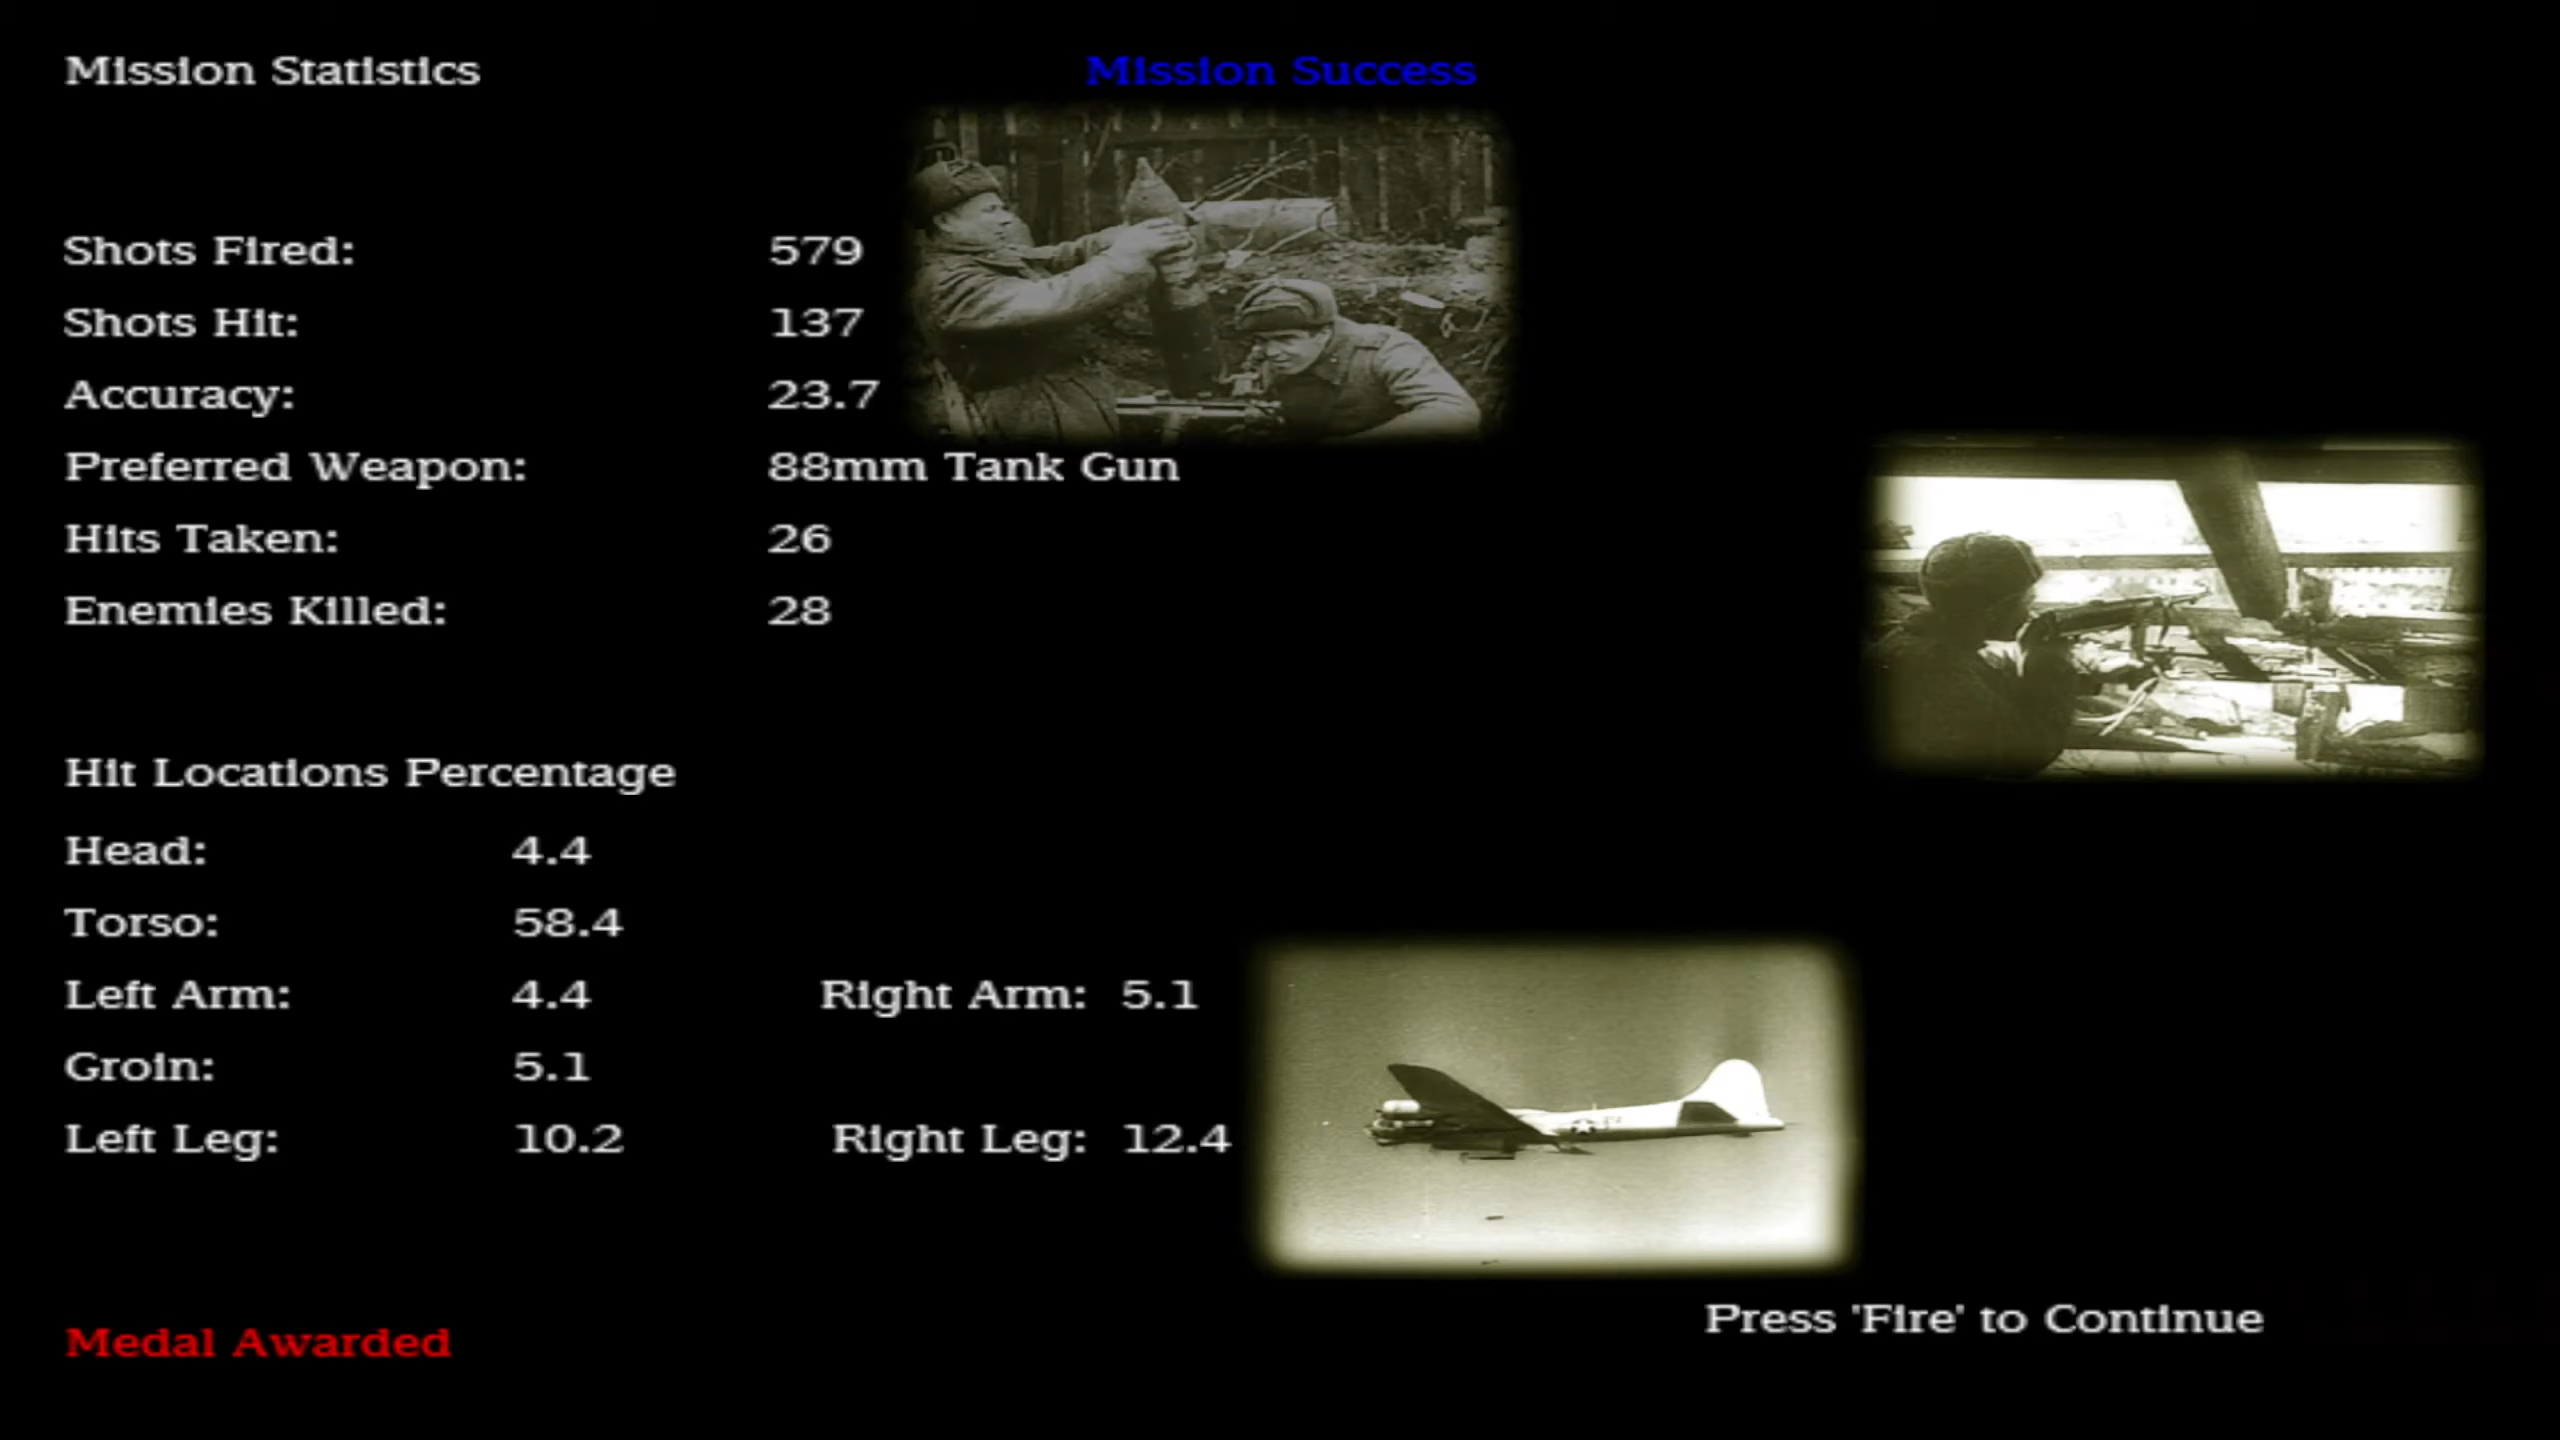 Mission Statistics
Mission Success
Shots Fired: 579
Shots Hit: 137
Accuracy: 23.7
Preferred Weapon: 88mm Tank Gun
Hits Taken: 26
Enemies Killed: 28
Hit Locations Percentage
Head: 4.4
Torso: 58.4
Left Arm: 4.4 Right Arm: 5.1
Groin: 5.1
Left Leg: 10.2 Right Leg: 12.4
Press 'Fire' to Continue
Medal Awarded